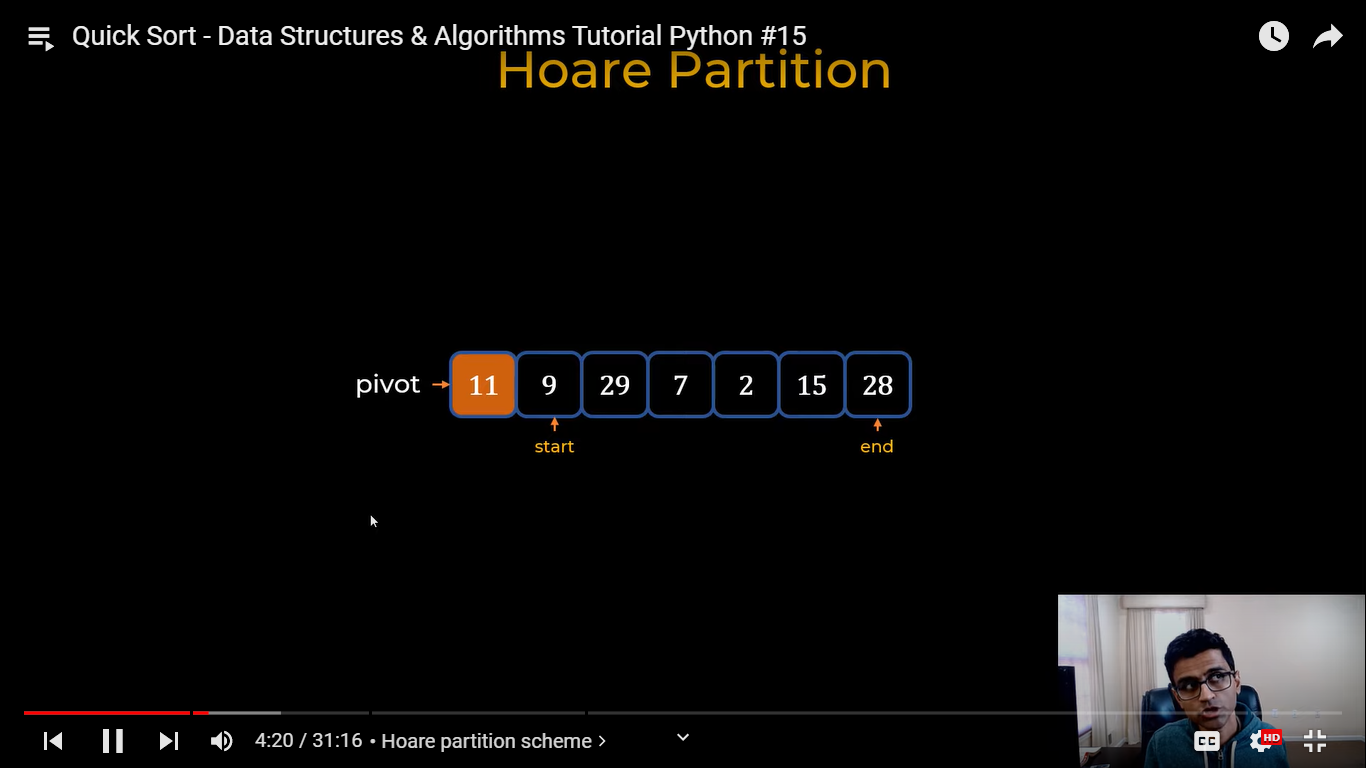 Quick Sort - Data Structures & Algorithms Tutorial Python #15
Hoare Partition
pivot 11 9 29 7 2 15 28
start end
4:20 / 31:16 • Hoare partition scheme
CC HD